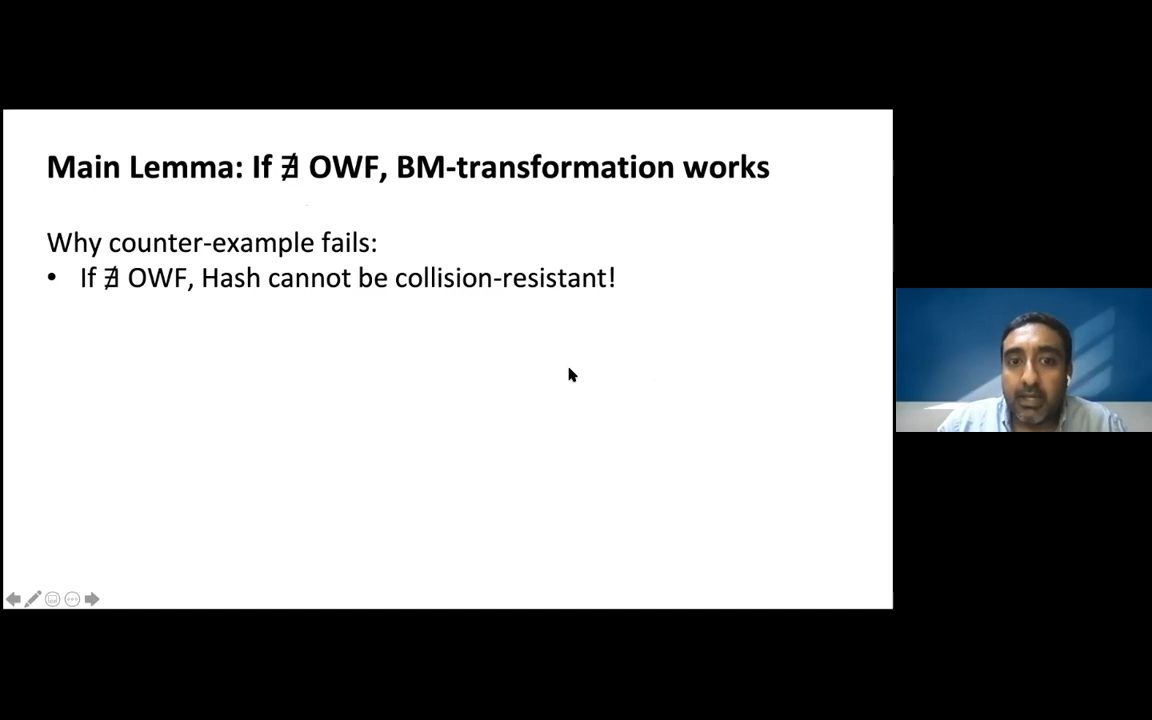 Main Lemma: If ∄ OWF, BM-transformation works
Why counter-example fails:
• If ∄ OWF, Hash cannot be collision-resistant!